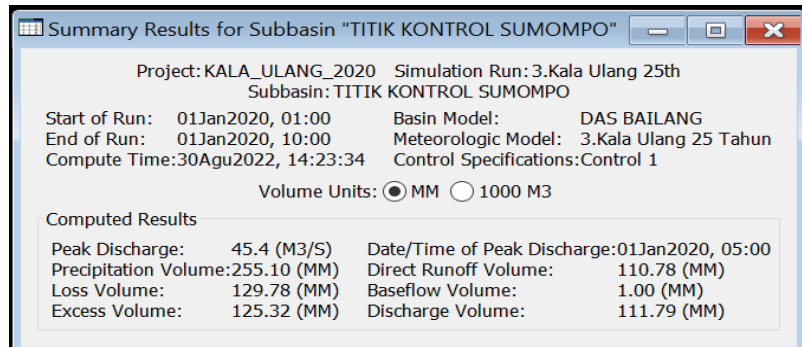 Summary Results for Subbasin "TITIK KONTROL SUMOMPO"
Project: KALA_ULANG_2020 Simulation Run: 3.Kala Ulang 25th
Subbasin: TITIK KONTROL SUMOMPO
Start of Run: 01Jan2020, 01:00 Basin Model: DAS BAILANG
End of Run: 01Jan2020, 10:00 Meteorologic Model: 3.Kala Ulang 25 Tahun
Compute Time:30Agu2022, 14:23:34 Control Specifications:Control 1
Volume Units: MM 1000 M3
Computed Results
Peak Discharge: 45.4 (M3/S) Date/Time of Peak Discharge:01Jan2020, 05:00
Precipitation Volume:255.10 (MM) Direct Runoff Volume: 110.78 (MM)
Loss Volume: 129.78 (MM) Baseflow Volume: 1.00 (MM)
Excess Volume: 125.32 (MM) Discharge Volume: 111.79 (MM)